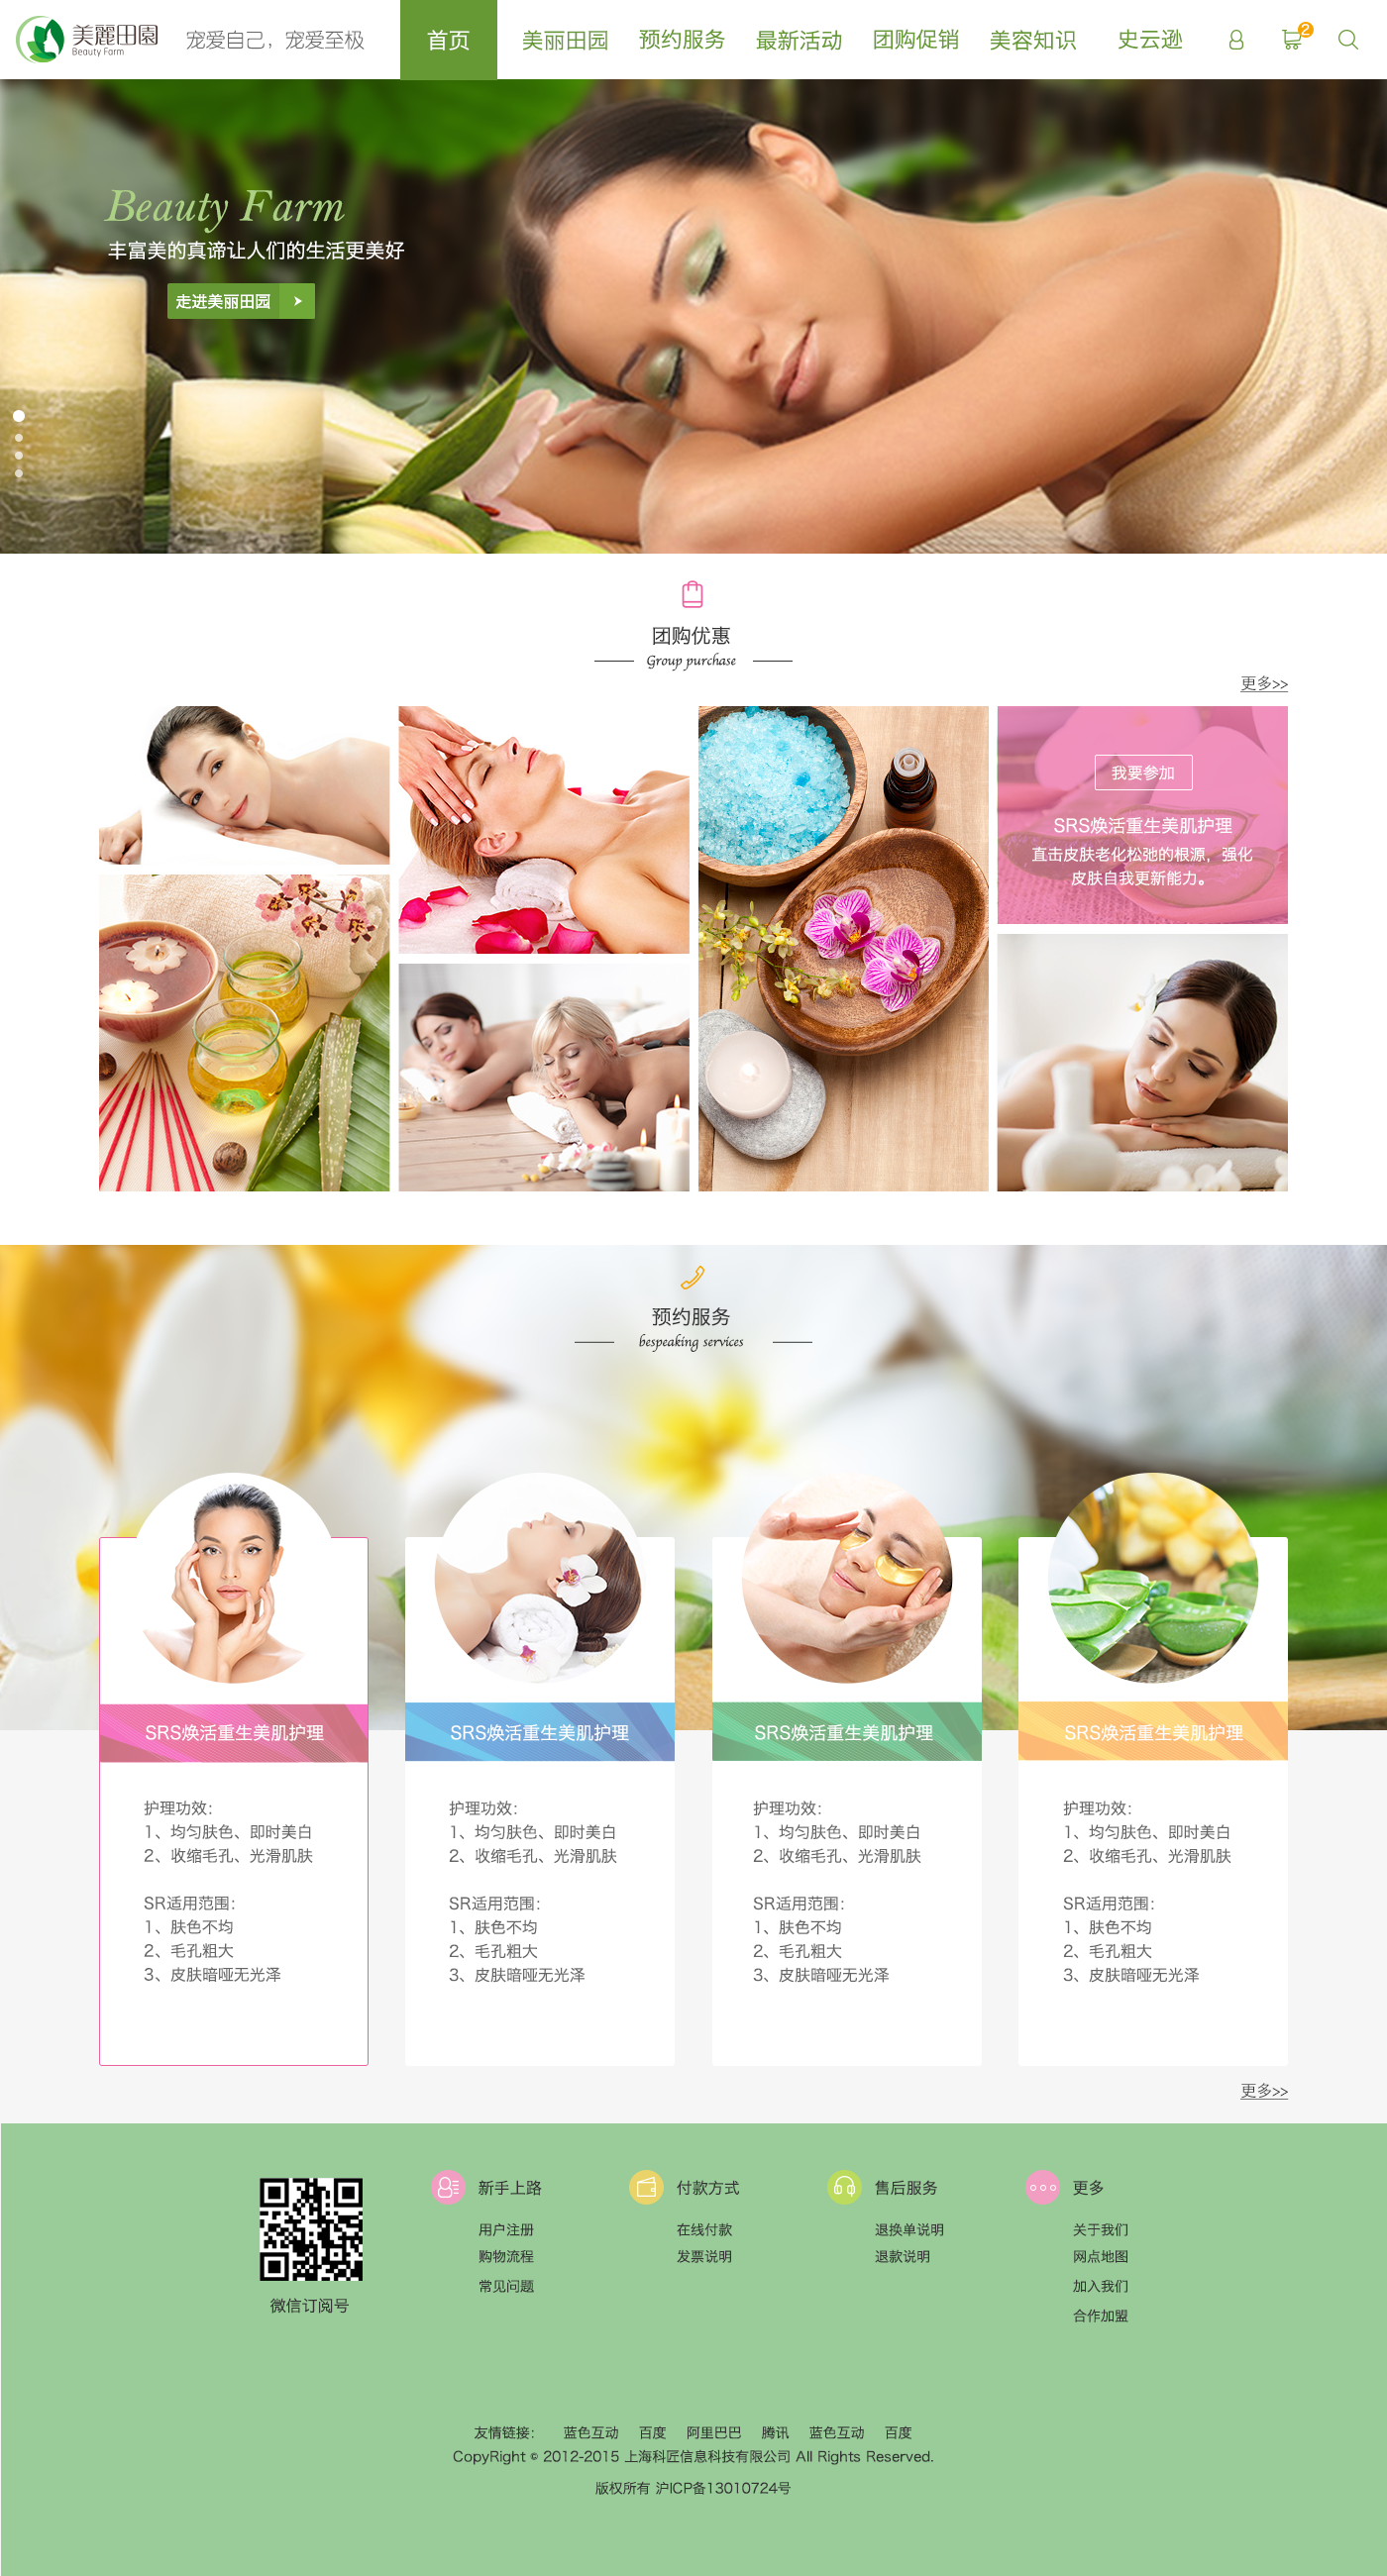 美麗田園
Beauty Farm
宠爱自己，宠爱至极
首页
美丽田园
预约服务
最新活动
团购促销
美容知识
史云逊
2
Beauty Farm
丰富美的真谛让人们的生活更美好
走进美丽田园
团购优惠
Group purchase
更多>>
我要参加
SRS焕活重生美肌护理
直击皮肤老化松弛的根源，强化
皮肤自我更新能力。
预约服务
bespeaking services
SRS焕活重生美肌护理
护理功效：
1、均匀肤色、即时美白
2、收缩毛孔、光滑肌肤
SR适用范围：
1、肤色不均
2、毛孔粗大
3、皮肤暗哑无光泽
SRS焕活重生美肌护理
护理功效：
1、均匀肤色、即时美白
2、收缩毛孔、光滑肌肤
SR适用范围：
1、肤色不均
2、毛孔粗大
3、皮肤暗哑无光泽
SRS焕活重生美肌护理
护理功效：
1、均匀肤色、即时美白
2、收缩毛孔、光滑肌肤
SR适用范围：
1、肤色不均
2、毛孔粗大
3、皮肤暗哑无光泽
SRS焕活重生美肌护理
护理功效：
1、均匀肤色、即时美白
2、收缩毛孔、光滑肌肤
SR适用范围：
1、肤色不均
2、毛孔粗大
3、皮肤暗哑无光泽
更多>>
微信订阅号
新手上路
用户注册
购物流程
常见问题
付款方式
在线付款
发票说明
售后服务
退换单说明
退款说明
更多
关于我们
网点地图
加入我们
合作加盟
友情链接： 蓝色互动 百度 阿里巴巴 腾讯 蓝色互动 百度
CopyRight © 2012-2015 上海科匠信息科技有限公司 All Rights Reserved.
版权所有 沪ICP备13010724号